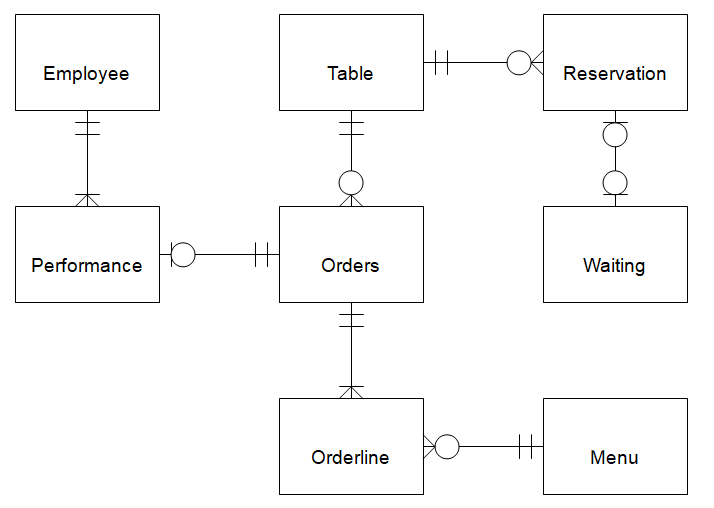 Employee
Table
Reservation
Performance
Orders
Waiting
Orderline
Menu